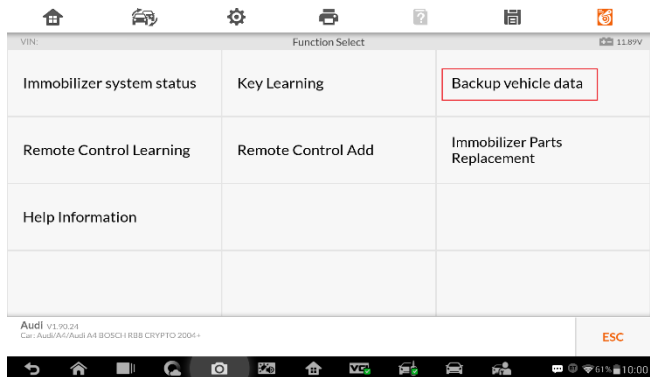 VIN:
Function Select
11.89V
Immobilizer system status
Key Learning
Backup vehicle data
Remote Control Learning
Remote Control Add
Immobilizer Parts
Replacement
Help Information
Audi V1.90.24
Car: Audi/A4/Audi A4 BOSCH RB8 CRYPTO 2004+
ESC
61% 10:00